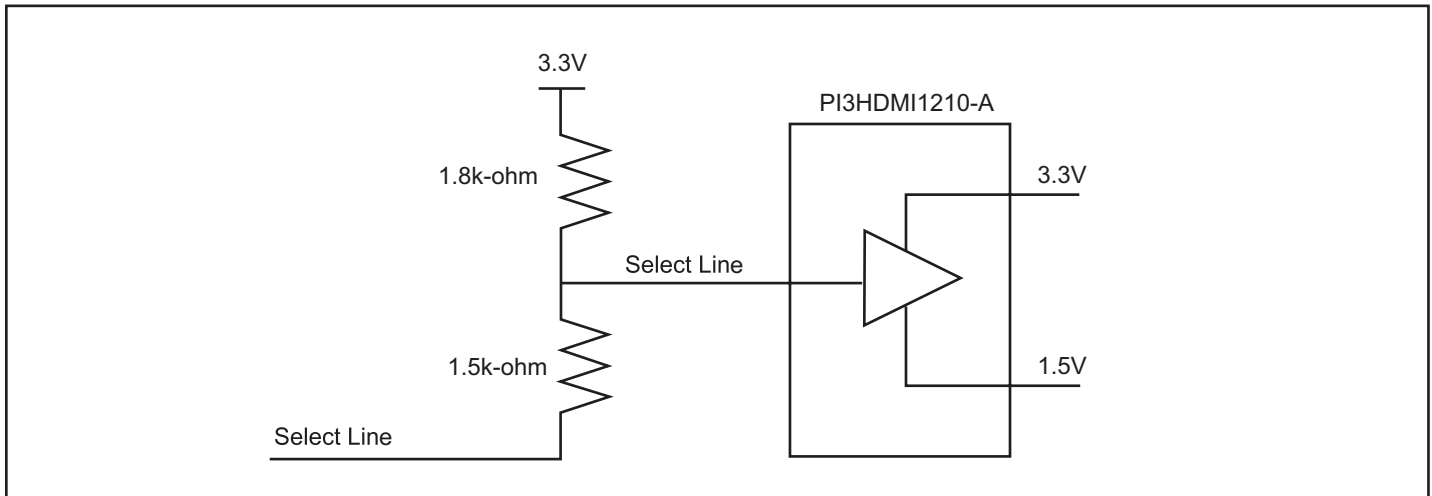 3.3V
PI3HDMI1210-A
1.8k-ohm
3.3V
Select Line
1.5k-ohm
1.5V
Select Line